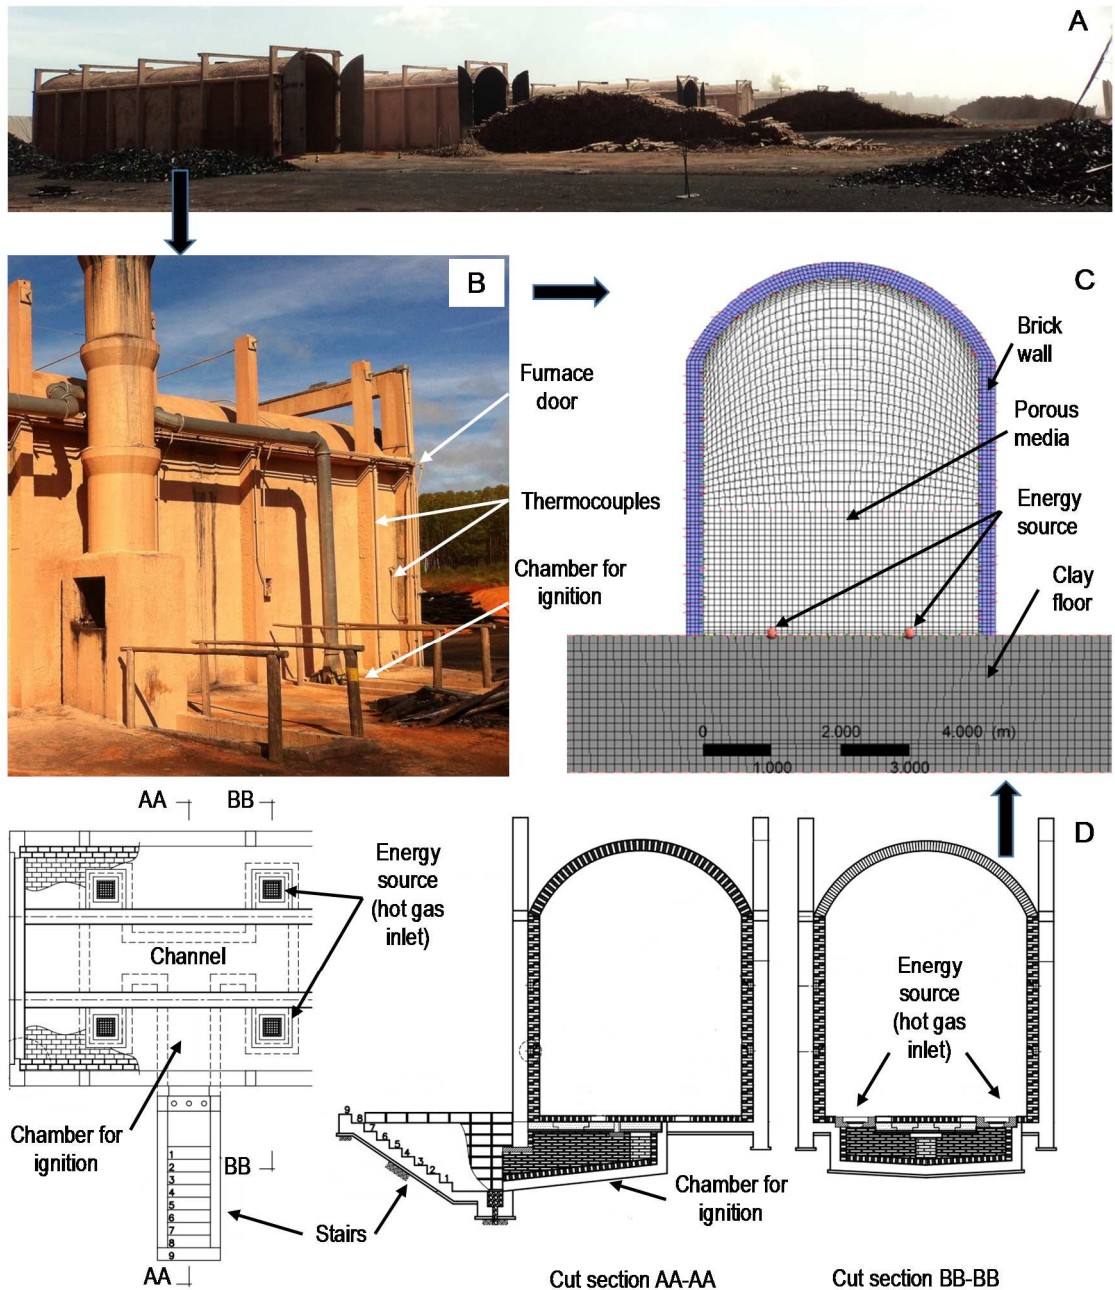 A
B
C
Furnace
door
Thermocouples
Chamber for
ignition
Brick
wall
Porous
media
Energy
source
Clay
floor
0
2.000
4.000
(m)
1.000
3.000
D
AA
BB
Energy
source
(hot gas
inlet)
Channel
Chamber for
ignition
BB
1
2
3
4
5
6
7
8
9
AA
Stairs
9
8
7
6
5
4
3
2
1
Chamber for
ignition
Cut section AA-AA
Energy
source
(hot gas
inlet)
Cut section BB-BB